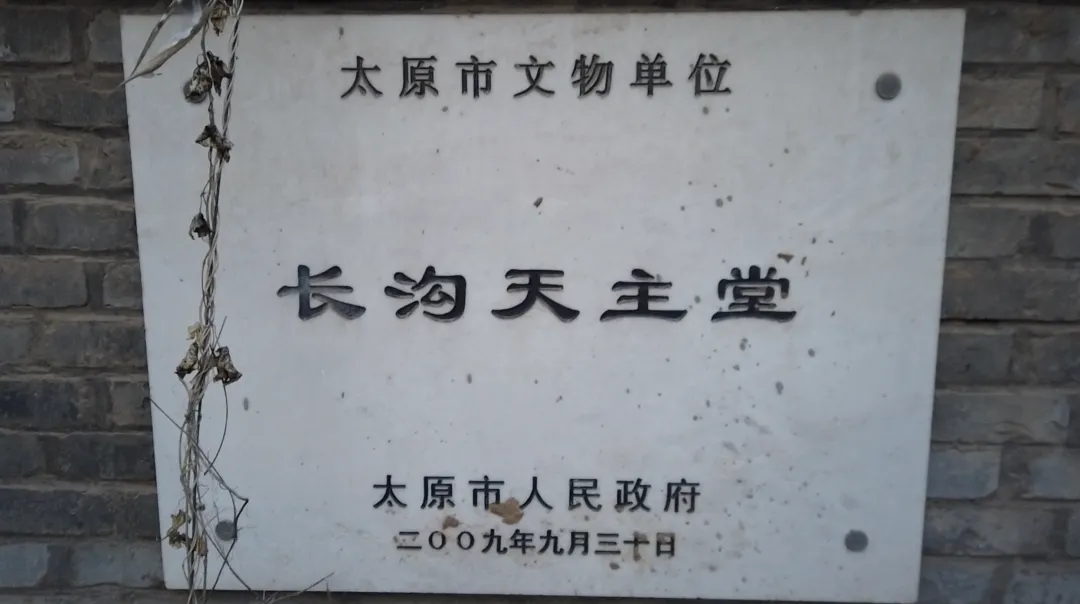 太原市文物单位
长沟天主堂
太原市人民政府
二〇〇九年九月三十日